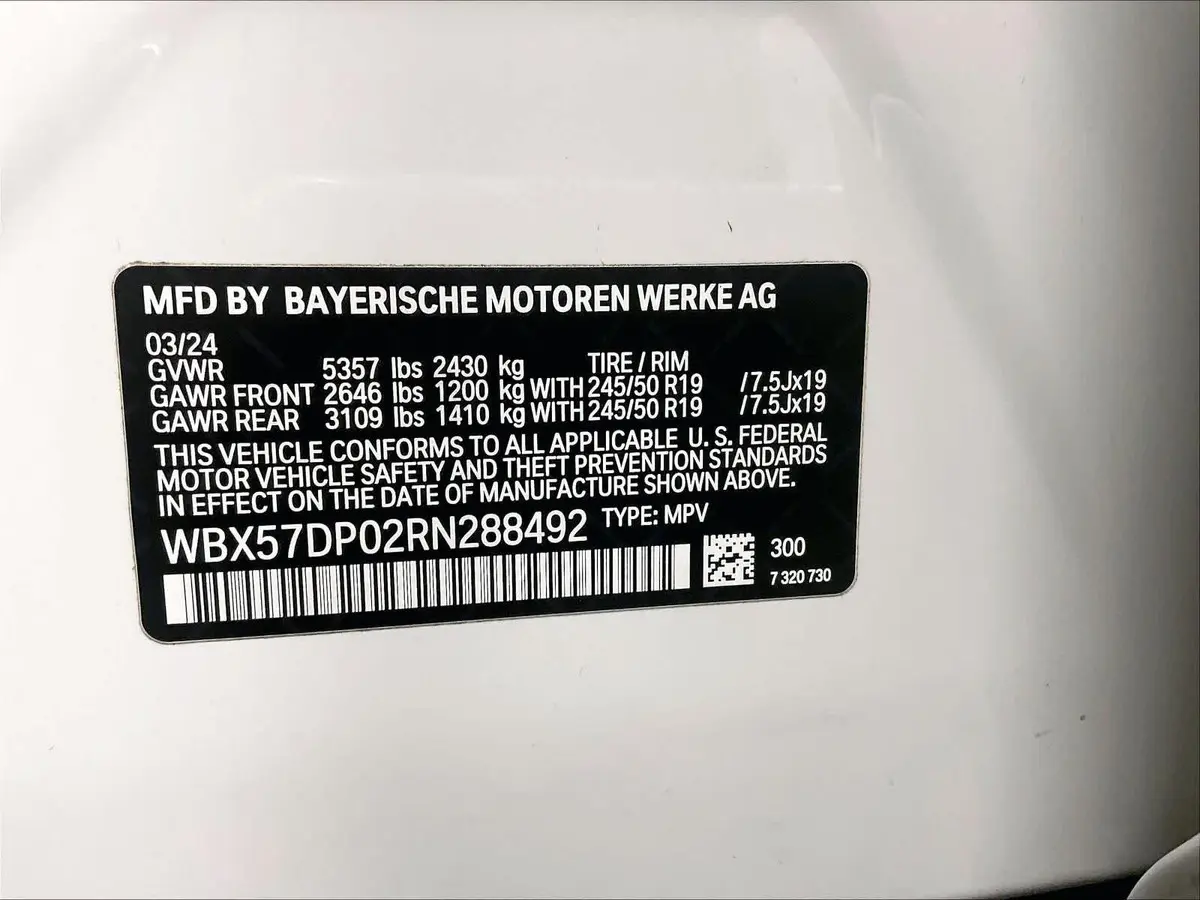 MFD BY BAYERISCHE MOTOREN WERKE AG
03/24
GVWR 5357 lbs 2430 kg TIRE / RIM
GAWR FRONT 2646 lbs 1200 kg WITH 245/50 R19 /7.5Jx19
GAWR REAR 3109 lbs 1410 kg WITH 245/50 R19 /7.5Jx19
THIS VEHICLE CONFORMS TO ALL APPLICABLE U. S. FEDERAL
MOTOR VEHICLE SAFETY AND THEFT PREVENTION STANDARDS
IN EFFECT ON THE DATE OF MANUFACTURE SHOWN ABOVE.
WBX57DP02RN288492 TYPE: MPV
300
7 320 730